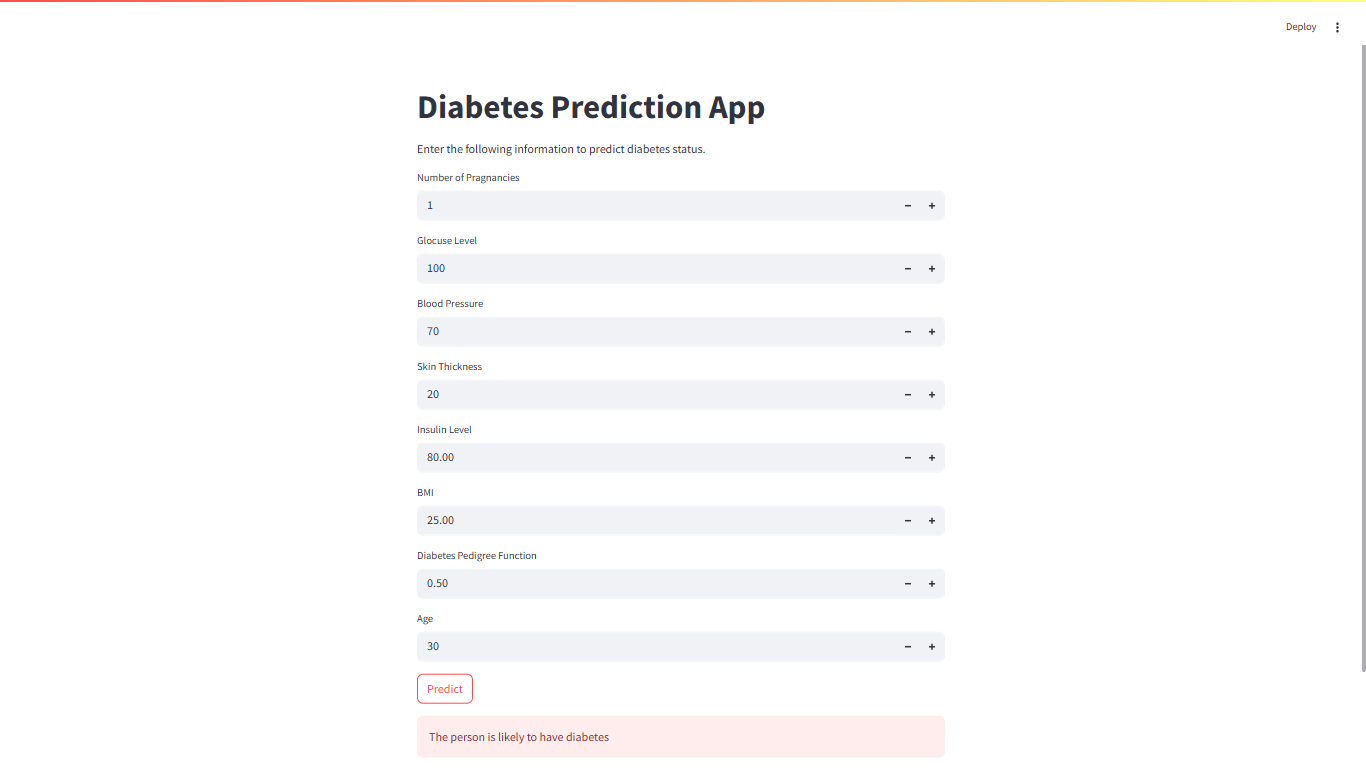 Deploy
Diabetes Prediction App
Enter the following information to predict diabetes status.
Number of Pragnancies
1
Glocuse Level
100
Blood Pressure
70
Skin Thickness
20
Insulin Level
80.00
BMI
25.00
Diabetes Pedigree Function
0.50
Age
30
Predict
The person is likely to have diabetes